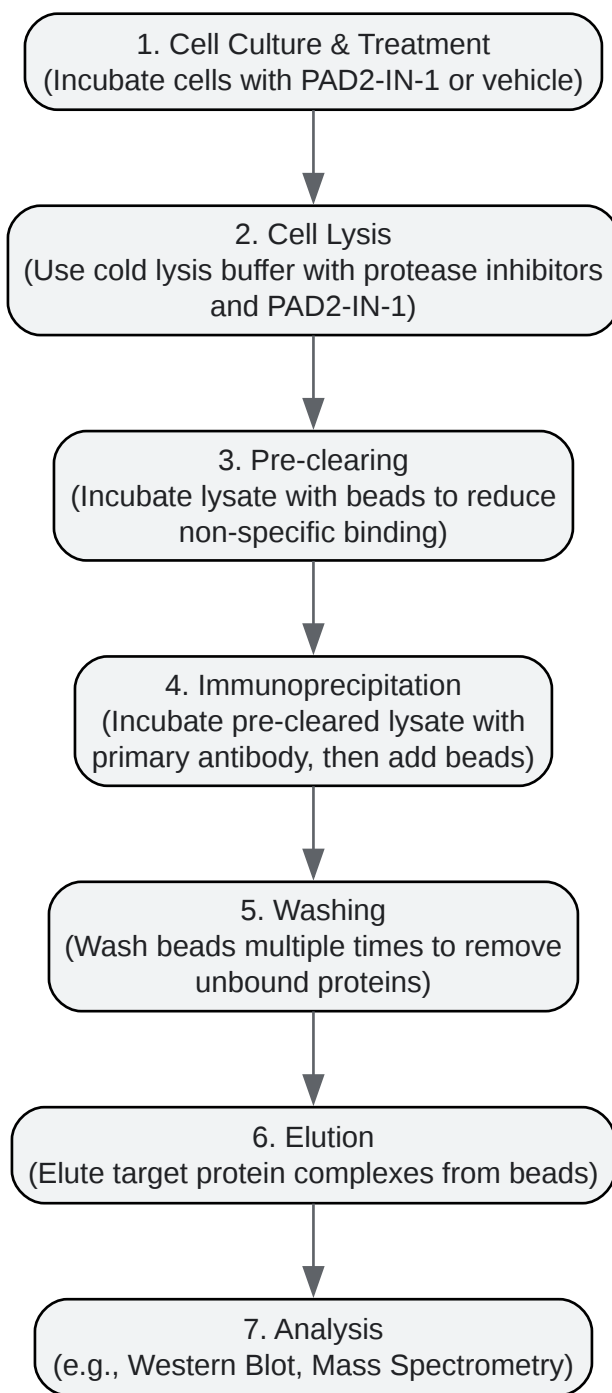 1. Cell Culture & Treatment
(Incubate cells with PAD2-IN-1 or vehicle)
2. Cell Lysis
(Use cold lysis buffer with protease inhibitors
and PAD2-IN-1)
3. Pre-clearing
(Incubate lysate with beads to reduce
non-specific binding)
4. Immunoprecipitation
(Incubate pre-cleared lysate with
primary antibody, then add beads)
5. Washing
(Wash beads multiple times to remove
unbound proteins)
6. Elution
(Elute target protein complexes from beads)
7. Analysis
(e.g., Western Blot, Mass Spectrometry)